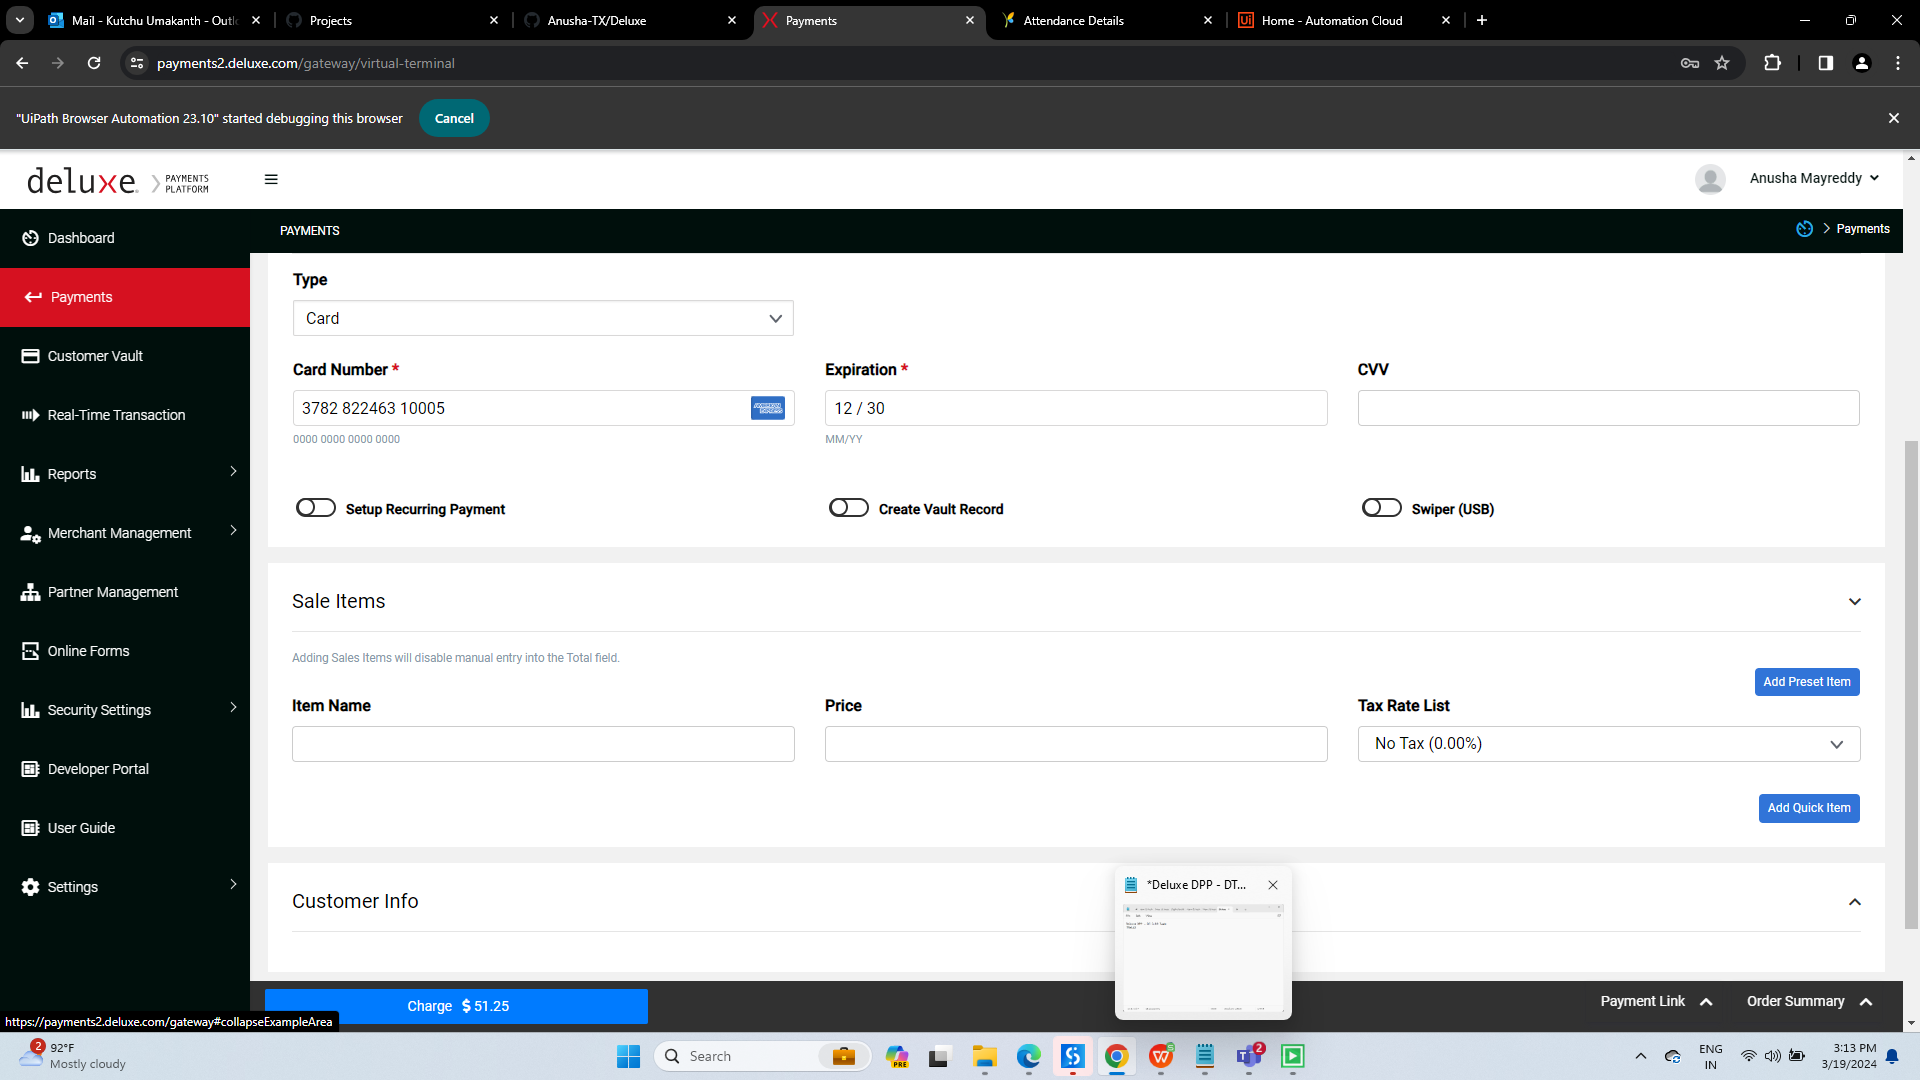 Mail - Kutchu Umakanth - Outlo
Projects
Anusha-TX/Deluxe
Payments
Attendance Details
Home - Automation Cloud
payments2.deluxe.com/gateway/virtual-terminal
"UiPath Browser Automation 23.10" started debugging this browser
Cancel
deluxe. PAYMENTS PLATFORM
Anusha Mayreddy
PAYMENTS
Payments
Dashboard
Payments
Customer Vault
Real-Time Transaction
Reports
Merchant Management
Partner Management
Online Forms
Security Settings
Developer Portal
User Guide
Settings
Type
Card
Card Number *
Expiration *
CVV
3782 822463 10005
AMERICAN EXPRESS
12 / 30
0000 0000 0000 0000
MM/YY
Setup Recurring Payment
Create Vault Record
Swiper (USB)
Sale Items
Adding Sales Items will disable manual entry into the Total field.
Add Preset Item
Item Name
Price
Tax Rate List
No Tax (0.00%)
Add Quick Item
Customer Info
*Deluxe DPP - DT...
Charge $ 51.25
Payment Link
Order Summary
https://payments2.deluxe.com/gateway#collapseExampleArea
2
92°F
Mostly cloudy
Search
PRE
2
ENG
IN
3:13 PM
3/19/2024